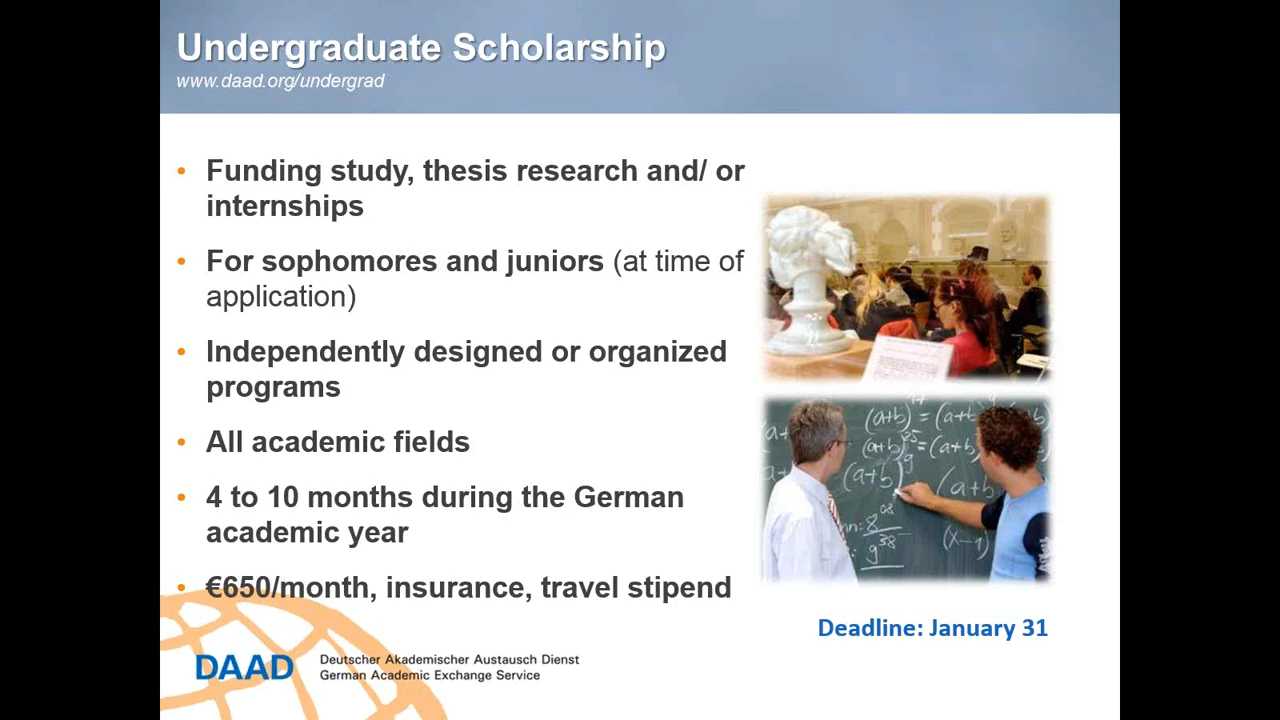 Undergraduate Scholarship
www.daad.org/undergrad
• Funding study, thesis research and/ or
internships
• For sophomores and juniors (at time of
application)
• Independently designed or organized
programs
• All academic fields
• 4 to 10 months during the German
academic year
• €650/month, insurance, travel stipend
(a+b)
= (a+b)
(a+b)
= (a+b)
(a+b)
(a+b)
(x-1)
Deadline: January 31
DAAD
Deutscher Akademischer Austausch Dienst
German Academic Exchange Service